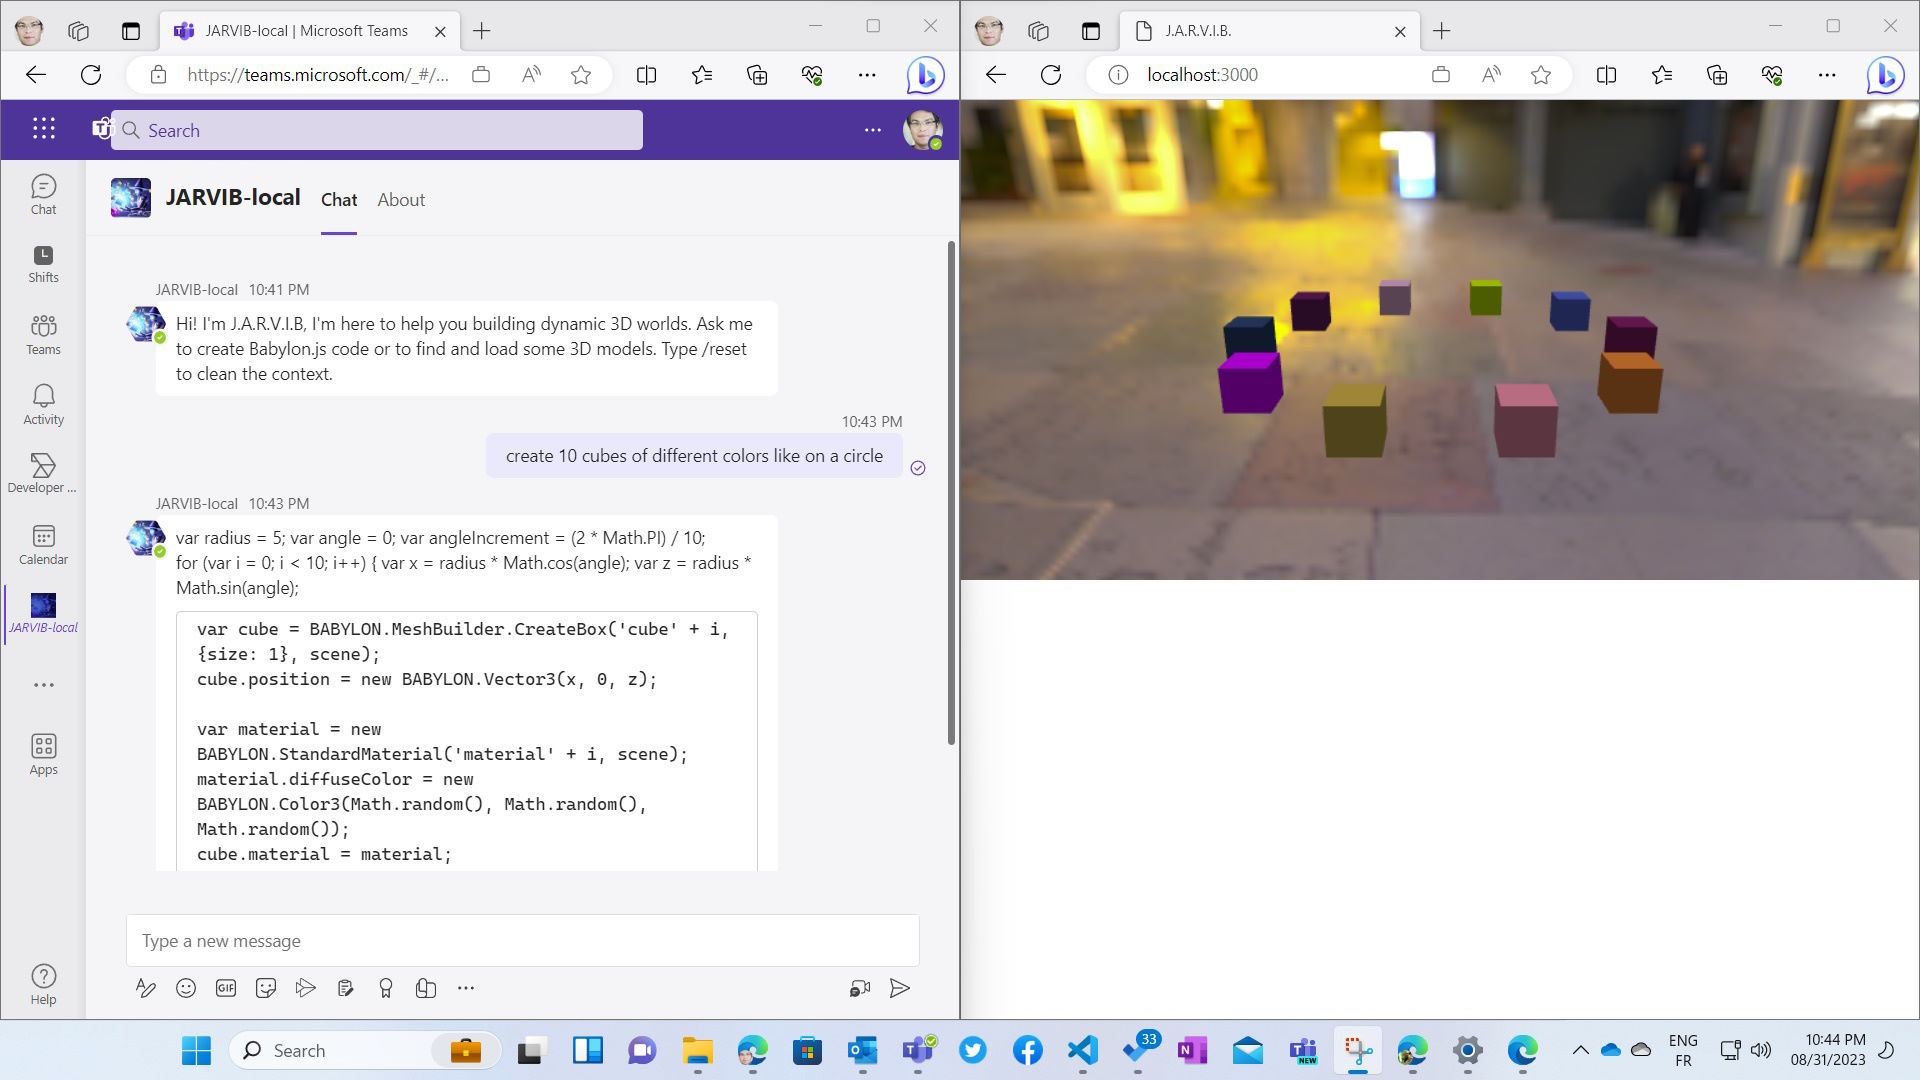 JARVIB-local | Microsoft Teams
https://teams.microsoft.com/_#/...
Search
Chat
Shifts
Teams
Activity
Developer ...
Calendar
JARVIB-local
Apps
Help
JARVIB-local Chat About
JARVIB-local 10:41 PM
Hi! I'm J.A.R.V.I.B, I'm here to help you building dynamic 3D worlds. Ask me
to create Babylon.js code or to find and load some 3D models. Type /reset
to clean the context.
10:43 PM
create 10 cubes of different colors like on a circle
JARVIB-local 10:43 PM
var radius = 5; var angle = 0; var angleIncrement = (2 * Math.PI) / 10;
for (var i = 0; i < 10; i++) { var x = radius * Math.cos(angle); var z = radius *
Math.sin(angle);
var cube = BABYLON.MeshBuilder.CreateBox('cube' + i,
{size: 1}, scene);
cube.position = new BABYLON.Vector3(x, 0, z);
var material = new
BABYLON.StandardMaterial('material' + i, scene);
material.diffuseColor = new
BABYLON.Color3(Math.random(), Math.random(),
Math.random());
cube.material = material;
Type a new message
GIF
J.A.R.V.I.B.
localhost:3000
Search
33
NEW
ENG
FR
10:44 PM
08/31/2023